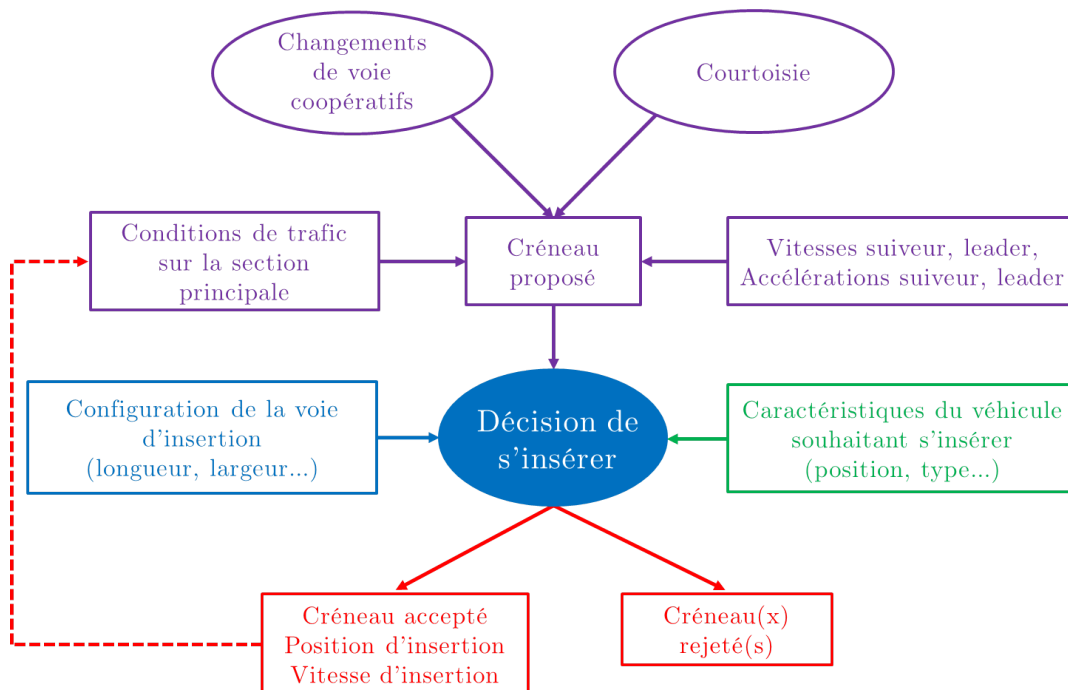 Changements
de voie
coopératifs
Courtoisie
Conditions de trafic
sur la section
principale
Créneau
proposé
Vitesses suiveur, leader,
Accélérations suiveur, leader
Configuration de la voie
d'insertion
(longueur, largeur...)
Décision de
s'insérer
Caractéristiques du véhicule
souhaitant s'insérer
(position, type...)
Créneau accepté
Position d'insertion
Vitesse d'insertion
Créneau(x)
rejeté(s)